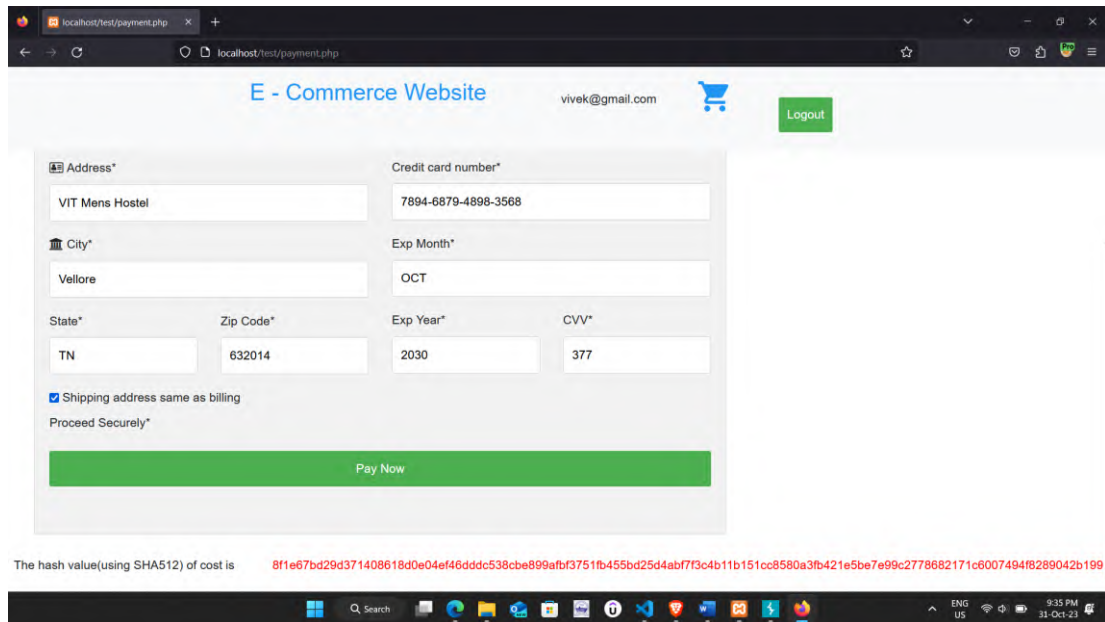 localhost/test/payment.php
localhost/test/payment.php
Pro
E - Commerce Website
vivek@gmail.com
Logout
Address*
Credit card number*
VIT Mens Hostel
7894-6879-4898-3568
City*
Exp Month*
Vellore
OCT
State*
Zip Code*
Exp Year*
CVV*
TN
632014
2030
377
Shipping address same as billing
Proceed Securely*
Pay Now
The hash value(using SHA512) of cost is 8f1e67bd29d371408618d0e04ef46dddc538cbe899afbf3751fb455bd25d4abf7f3c4b11b151cc8580a3fb421e5be7e99c2778682171c6007494f8289042b199
Search
ENG
US
9:35 PM
31-Oct-23